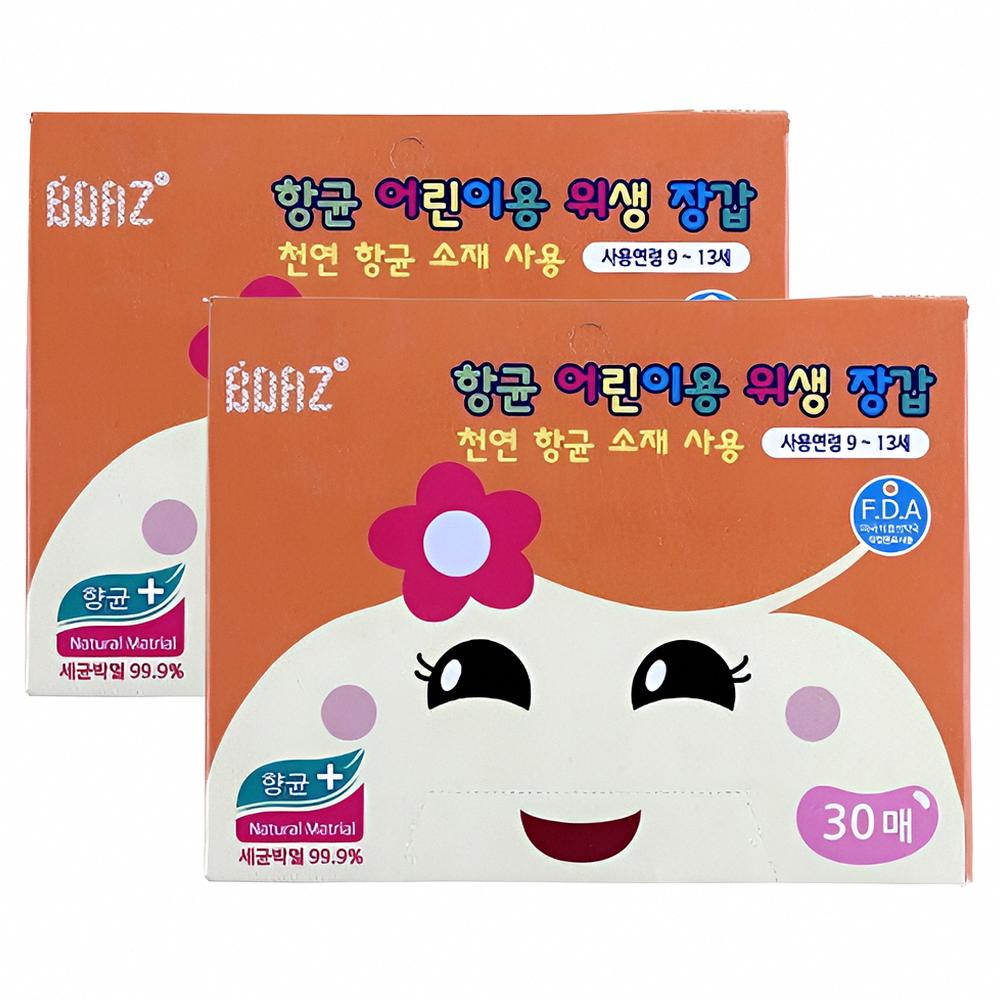 BOAZ
항균 어린이용 위생 장갑
천연 항균 소재 사용
사용연령 9 ~ 13세
향균 +
Natural Matrial
세균박멸 99.9%
BOAZ
항균 어린이용 위생 장갑
천연 항균 소재 사용
사용연령 9 ~ 13세
F.D.A
향균 +
Natural Matrial
세균박멸 99.9%
30매